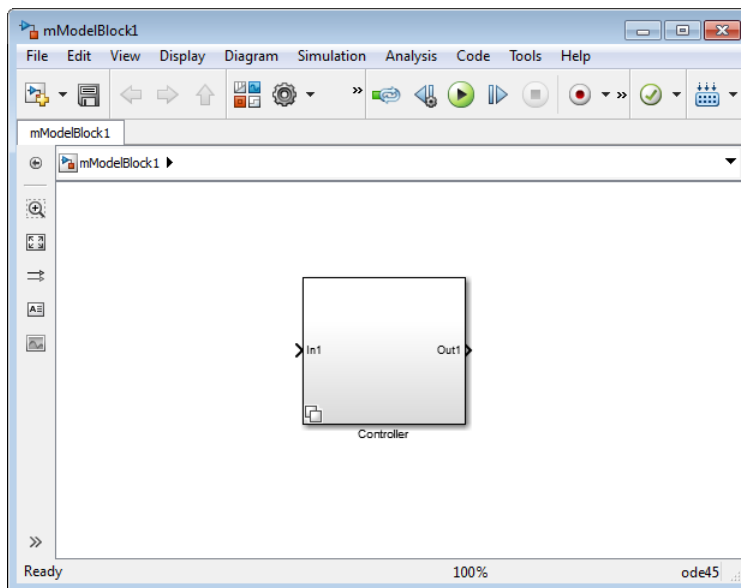 mModelBlock1
File Edit View Display Diagram Simulation Analysis Code Tools Help
mModelBlock1
mModelBlock1
In1 Out1
Controller
Ready 100% ode45